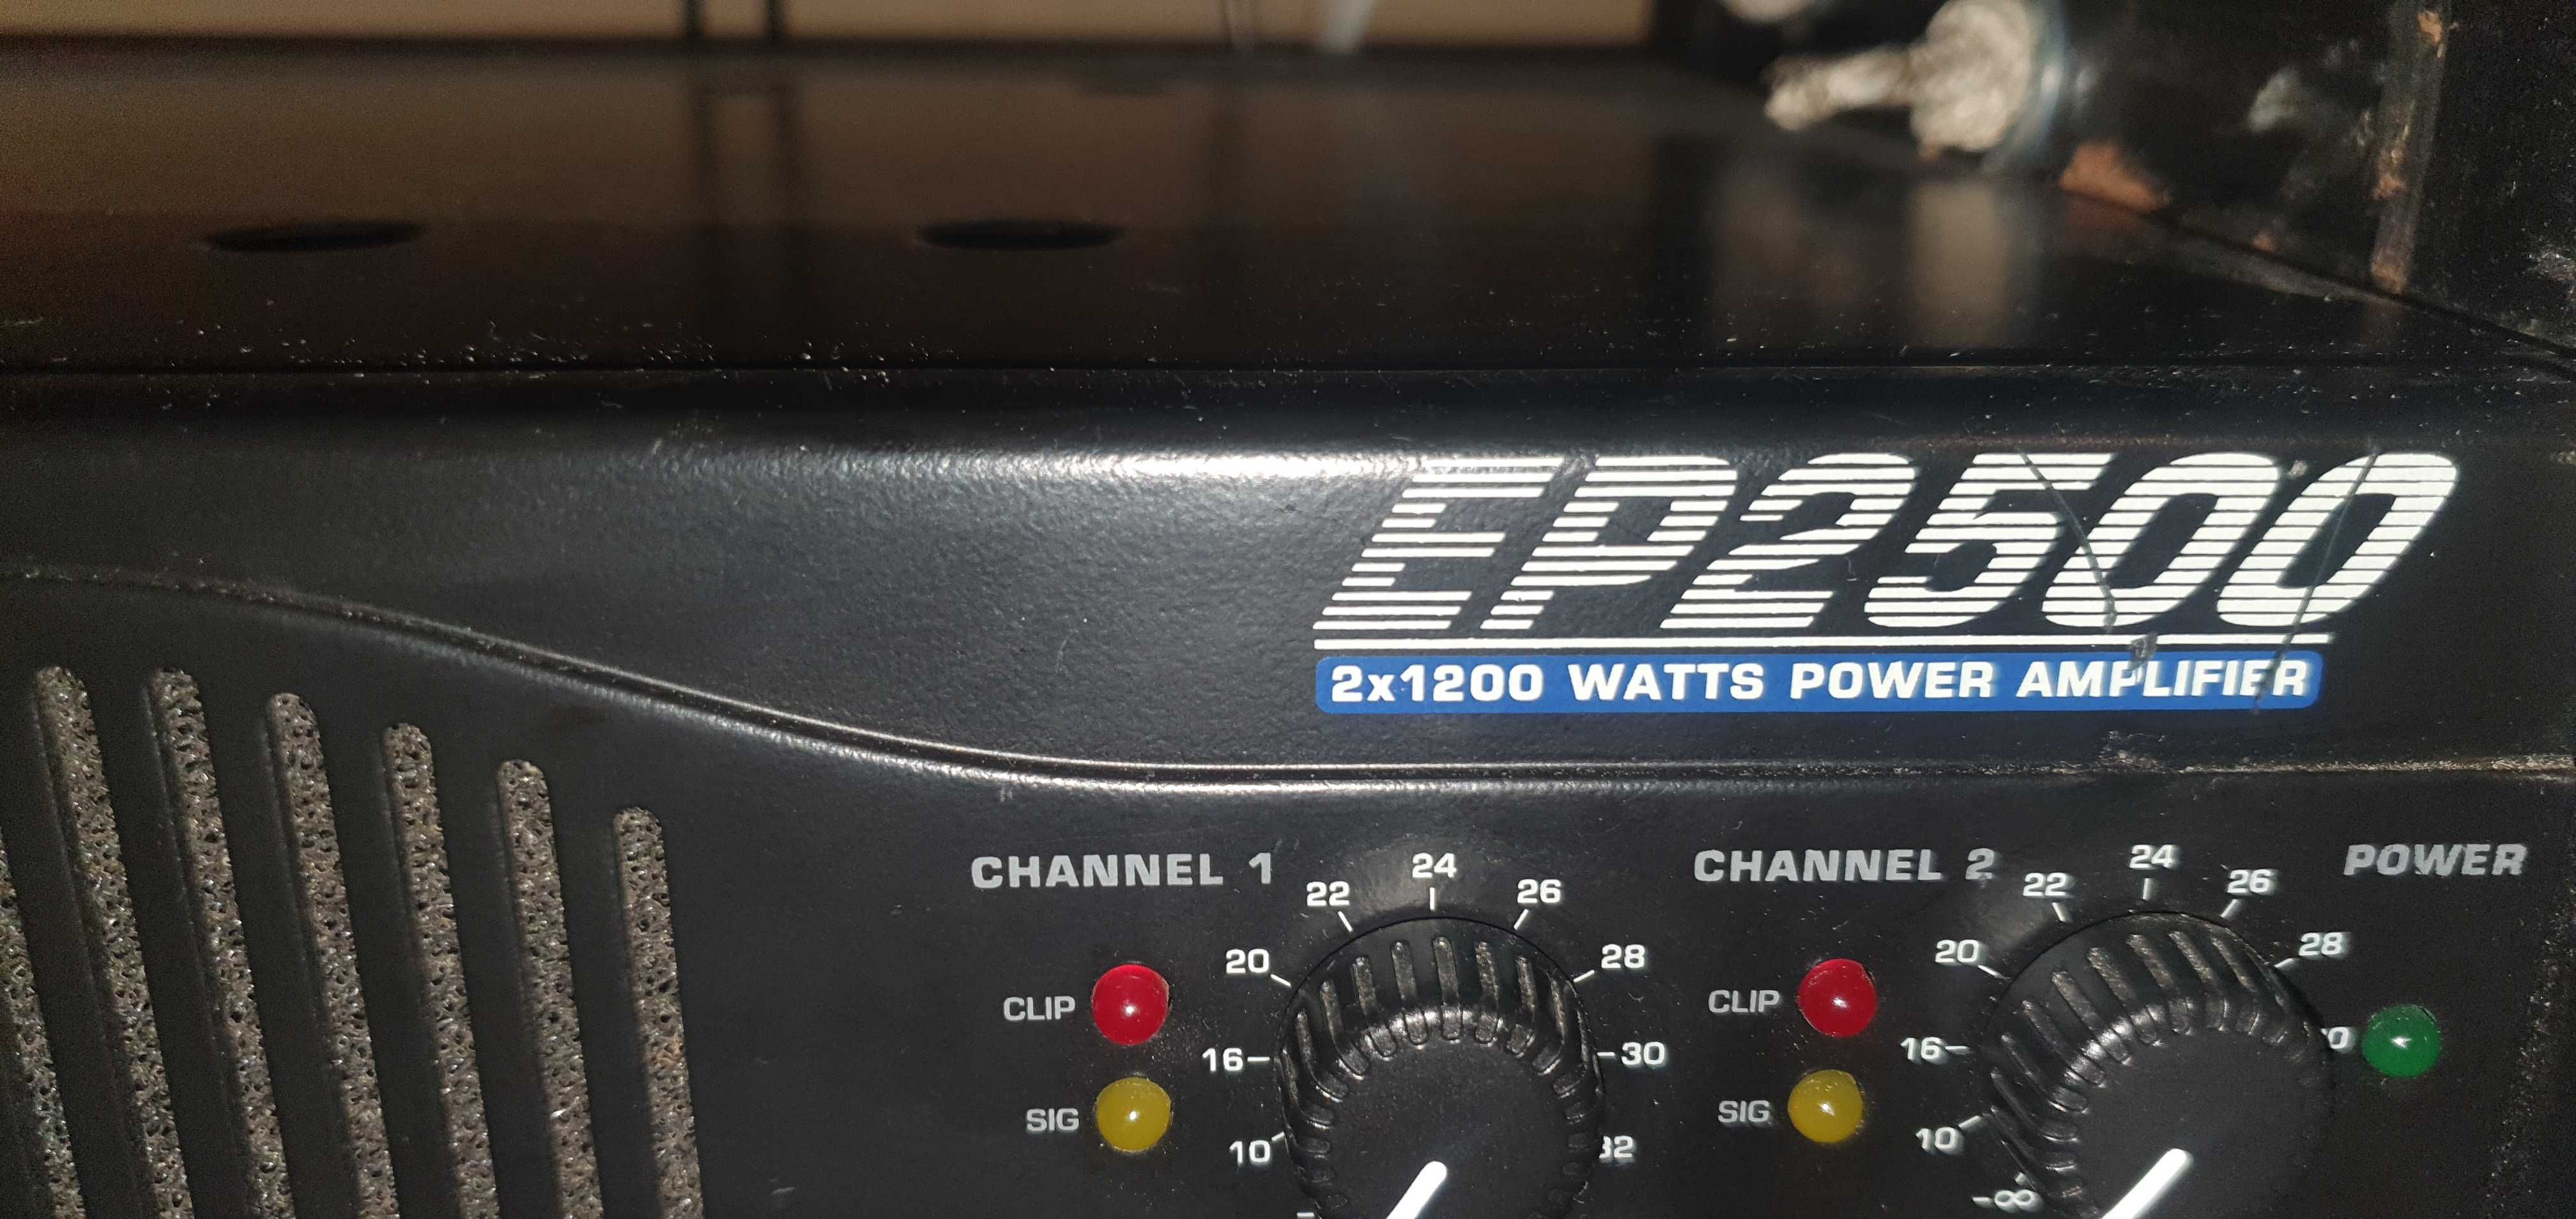 EP2500
2x1200 WATTS POWER AMPLIFIER
CHANNEL 1
CLIP
SIG
10
16
20
22
24
26
28
30
32
CHANNEL 2
CLIP
SIG
-∞
10
16
20
22
24
26
28
POWER